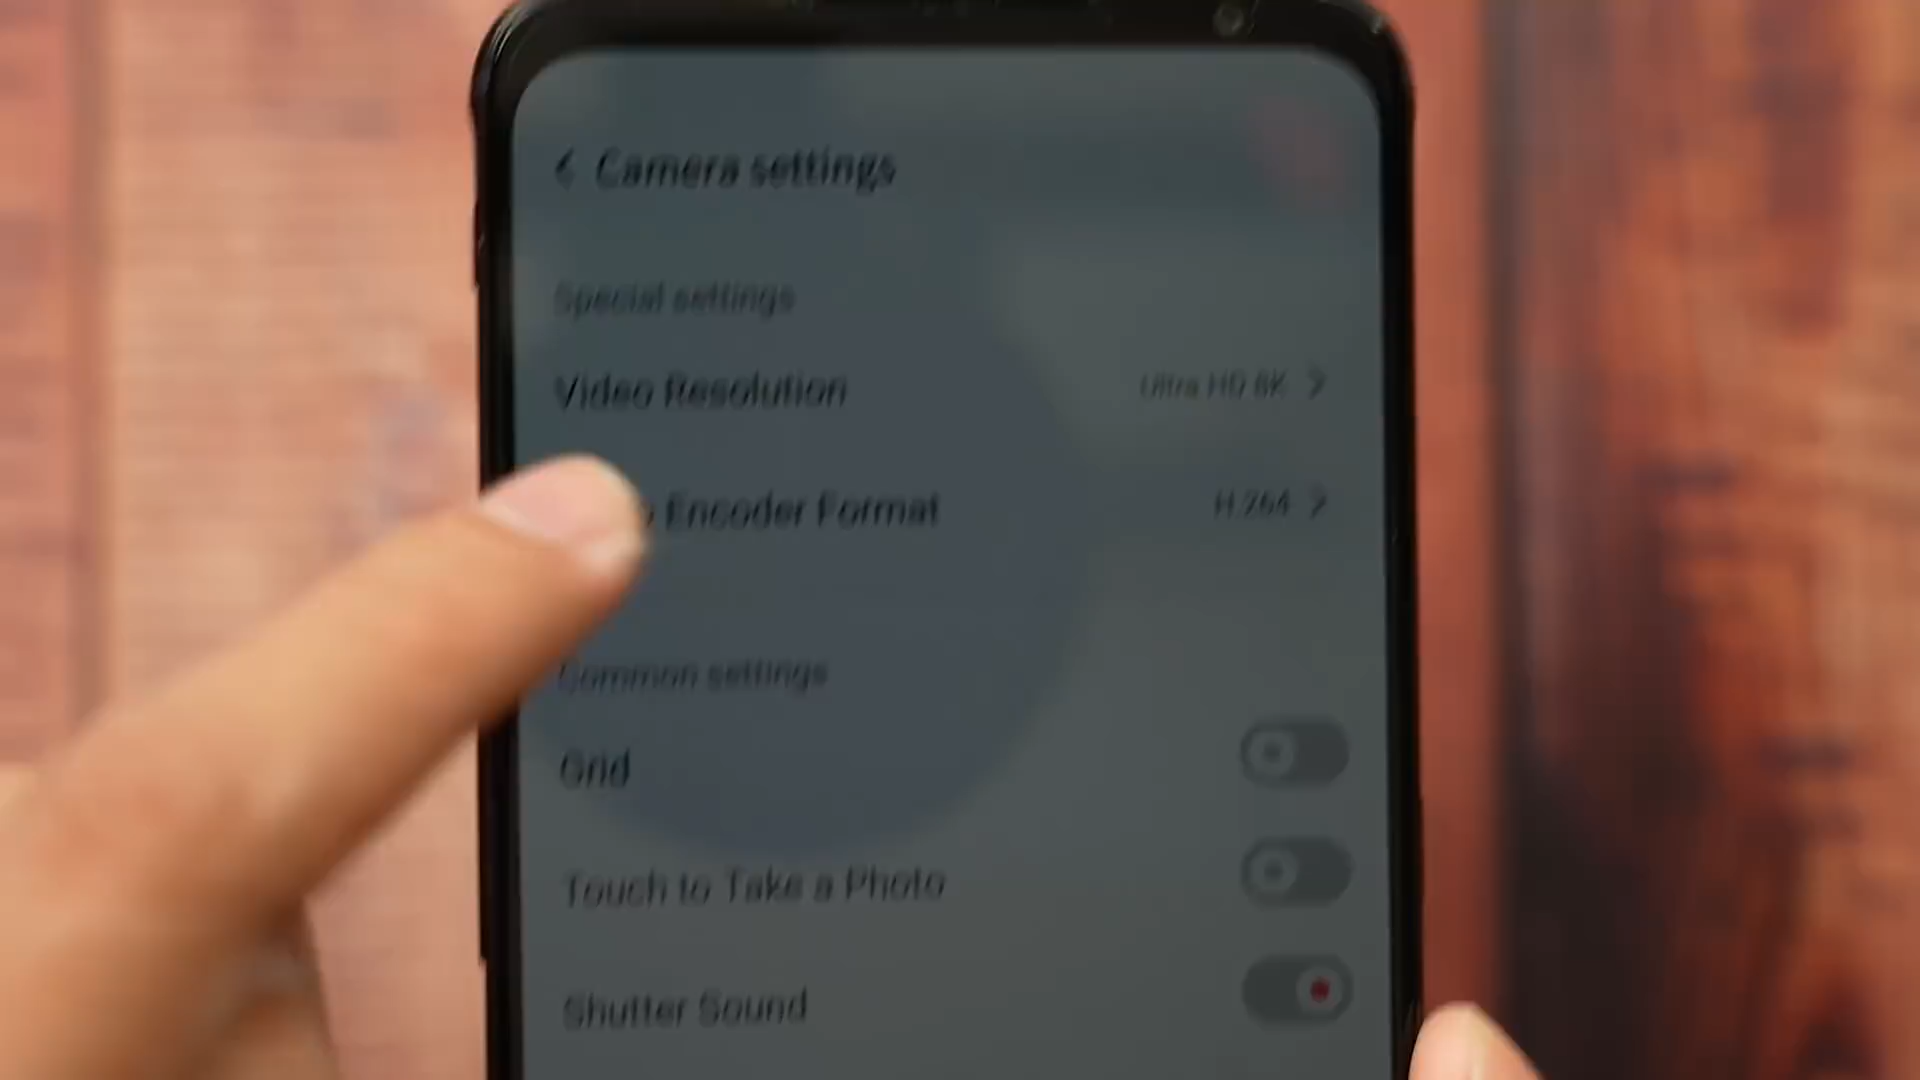 Camera settings
Special settings
Video Resolution
Ultra HD 8K
Encoder Format
H.264
Common settings
Grid
Touch to Take a Photo
Shutter Sound